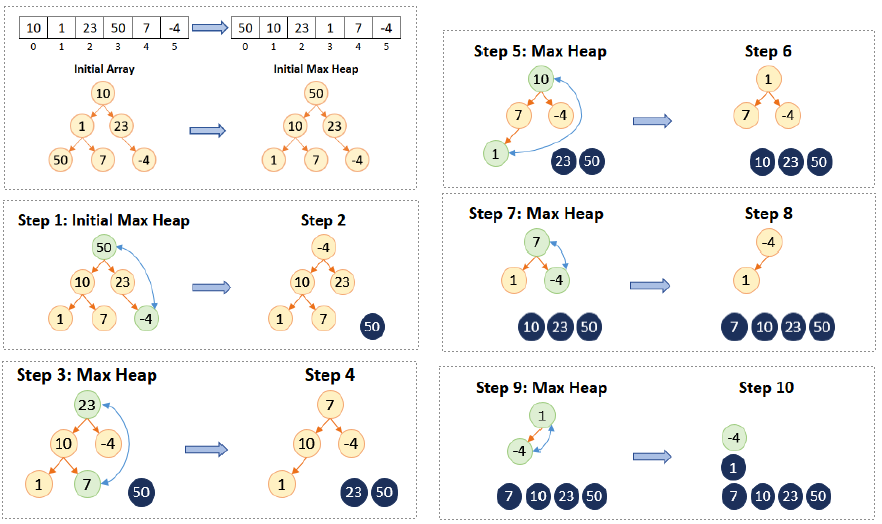 10 1 23 50 7 -4
0 1 2 3 4 5
50 10 23 1 7 -4
0 1 2 3 4 5
Initial Array
10
1 23
50 7 -4
Initial Max Heap
50
10 23
1 7 -4
Step 1: Initial Max Heap
50
10 23
1 7 -4
Step 2
-4
10 23
1 7
50
Step 3: Max Heap
23
10 -4
1 7
50
Step 4
7
10 -4
1
23 50
Step 5: Max Heap
10
7 -4
1
23 50
Step 6
1
7 -4
10 23 50
Step 7: Max Heap
7
1 -4
10 23 50
Step 8
-4
1
7 10 23 50
Step 9: Max Heap
1
-4
7 10 23 50
Step 10
-4
1
7 10 23 50